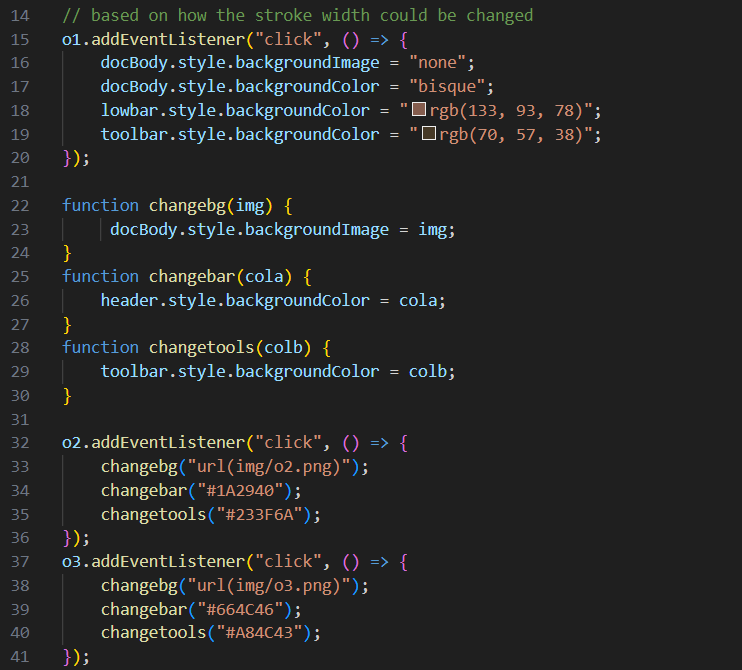 14 // based on how the stroke width could be changed
15 o1.addEventListener("click", () => {
16     docBody.style.backgroundImage = "none";
17     docBody.style.backgroundColor = "bisque";
18     lowbar.style.backgroundColor = "rgb(133, 93, 78)";
19     toolbar.style.backgroundColor = "rgb(70, 57, 38)";
20 });
21
22 function changebg(img) {
23      docBody.style.backgroundImage = img;
24 }
25 function changebar(cola) {
26     header.style.backgroundColor = cola;
27 }
28 function changetools(colb) {
29     toolbar.style.backgroundColor = colb;
30 }
31
32 o2.addEventListener("click", () => {
33     changebg("url(img/o2.png)");
34     changebar("#1A2940");
35     changetools("#233F6A");
36 });
37 o3.addEventListener("click", () => {
38     changebg("url(img/o3.png)");
39     changebar("#664C46");
40     changetools("#A84C43");
41 });